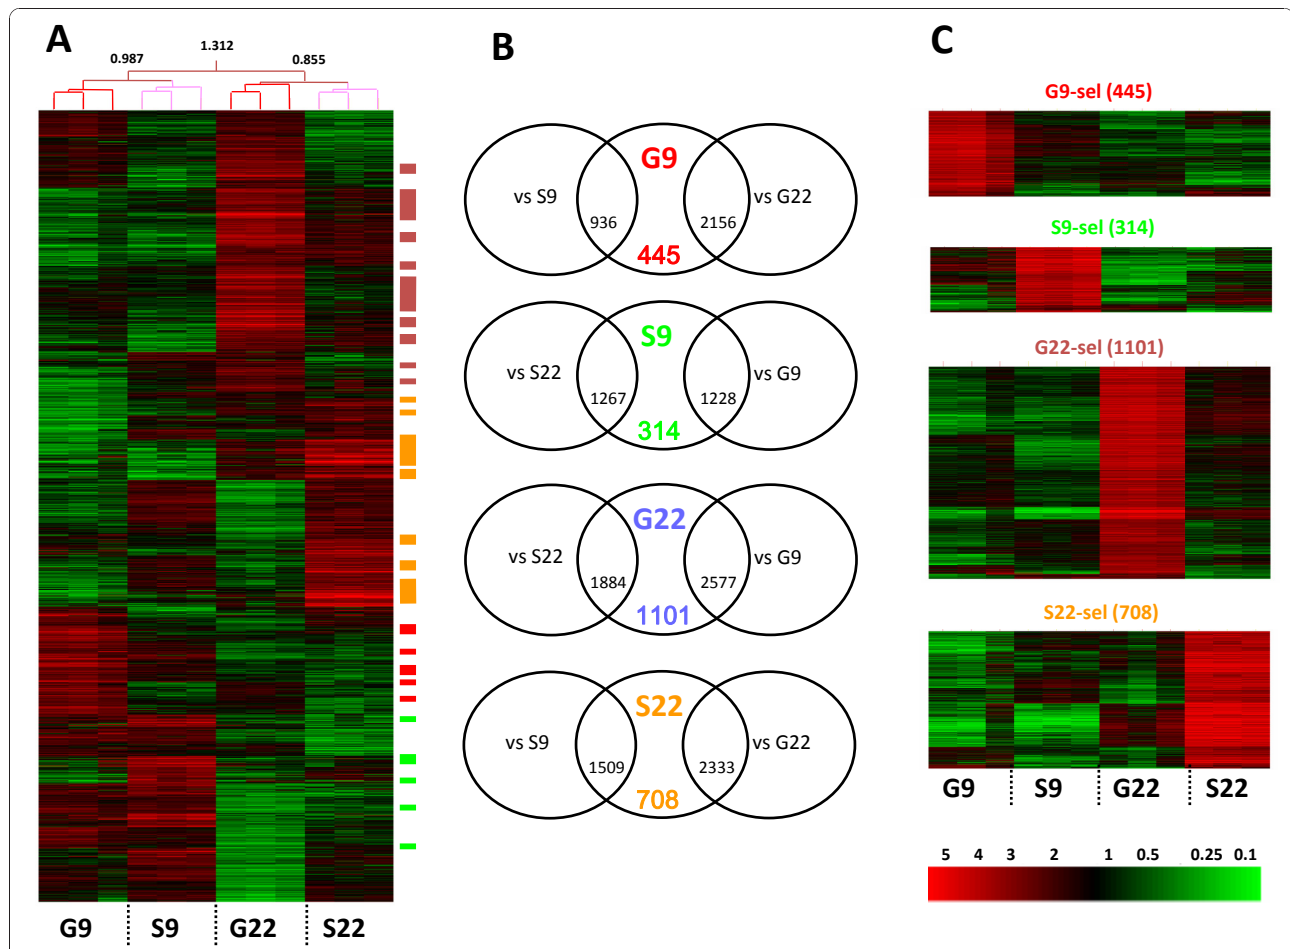 A
1.312
0.987
0.855
G9
S9
G22
S22
B
G9
vs S9
vs G22
936
2156
445
S9
vs S22
vs G9
1267
1228
314
G22
vs S22
vs G9
1884
2577
1101
S22
vs S9
vs G22
1509
2333
708
C
G9-sel (445)
S9-sel (314)
G22-sel (1101)
S22-sel (708)
G9
S9
G22
S22
5 4 3 2 1 0.5 0.25 0.1